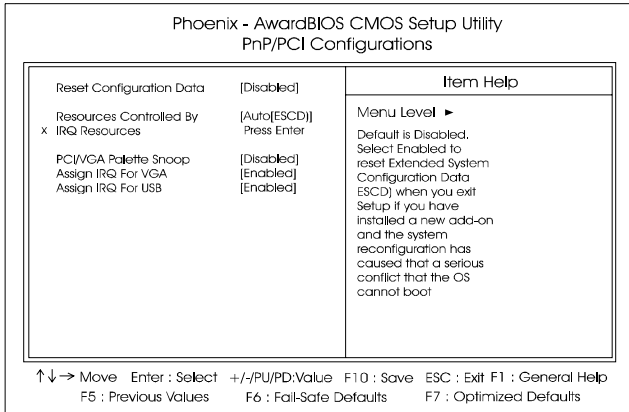 Phoenix - AwardBIOS CMOS Setup Utility
PnP/PCI Configurations
Reset Configuration Data [Disabled]
Resources Controlled By [Auto[ESCD)]
x IRQ Resources Press Enter
PCI/VGA Palette Snoop [Disabled]
Assign IRQ For VGA [Enabled]
Assign IRQ For USB [Enabled]
Item Help
Menu Level ►
Default is Disabled.
Select Enabled to
reset Extended System
Configuration Data
ESCD) when you exit
Setup if you have
installed a new add-on
and the system
reconfiguration has
caused that a serious
conflict that the OS
cannot boot
↑↓→ Move Enter : Select +/-/PU/PD:Value F10 : Save ESC : Exit F1 : General Help
F5 : Previous Values F6 : Fail-Safe Defaults F7 : Optimized Defaults